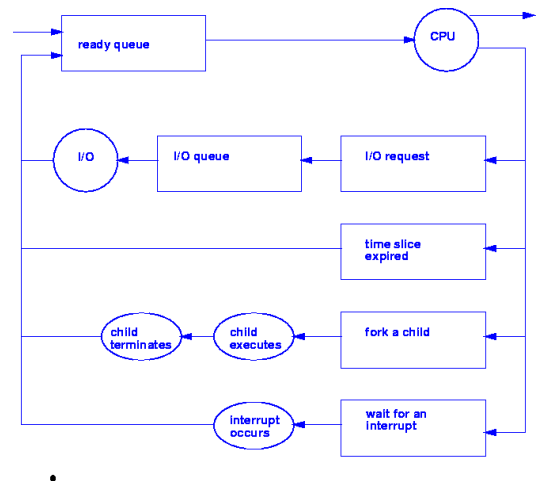 ready queue
CPU
I/O
I/O queue
I/O request
time slice
expired
child
terminates
child
executes
fork a child
interrupt
occurs
wait for an
interrupt